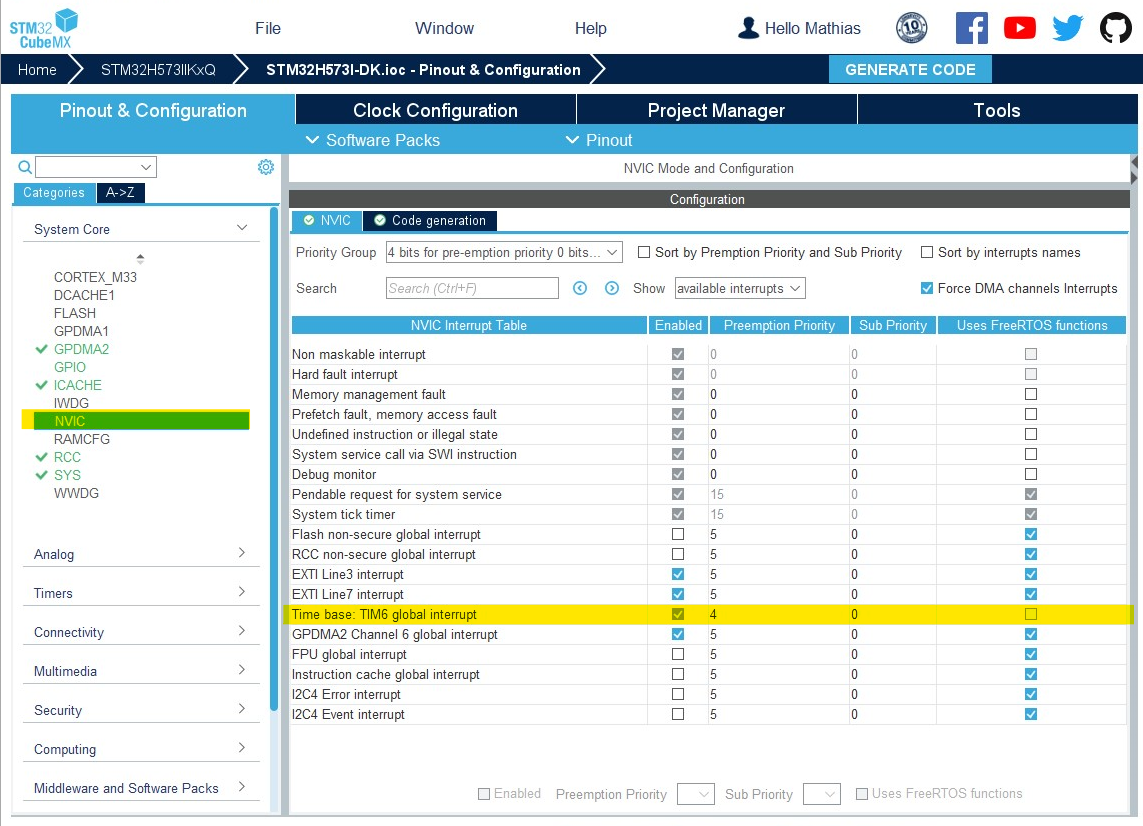 STM32
CubeMX
File Window Help Hello Mathias 10
Home STM32H573IIKxQ STM32H573I-DK.ioc - Pinout & Configuration GENERATE CODE
Pinout & Configuration Clock Configuration Project Manager Tools
Software Packs Pinout
NVIC Mode and Configuration
Categories A->Z
System Core
CORTEX_M33
DCACHE1
FLASH
GPDMA1
GPDMA2
GPIO
ICACHE
IWDG
NVIC
RAMCFG
RCC
SYS
WWDG
Analog
Timers
Connectivity
Multimedia
Security
Computing
Middleware and Software Packs
Configuration
NVIC Code generation
Priority Group 4 bits for pre-emption priority 0 bits... Sort by Premption Priority and Sub Priority Sort by interrupts names
Search Search (Ctrl+F) Show available interrupts Force DMA channels Interrupts
NVIC Interrupt Table Enabled Preemption Priority Sub Priority Uses FreeRTOS functions
Non maskable interrupt 0 0
Hard fault interrupt 0 0
Memory management fault 0 0
Prefetch fault, memory access fault 0 0
Undefined instruction or illegal state 0 0
System service call via SWI instruction 0 0
Debug monitor 0 0
Pendable request for system service 15 0
System tick timer 15 0
Flash non-secure global interrupt 5 0
RCC non-secure global interrupt 5 0
EXTI Line3 interrupt 5 0
EXTI Line7 interrupt 5 0
Time base: TIM6 global interrupt 4 0
GPDMA2 Channel 6 global interrupt 5 0
FPU global interrupt 5 0
Instruction cache global interrupt 5 0
I2C4 Error interrupt 5 0
I2C4 Event interrupt 5 0
Enabled Preemption Priority Sub Priority Uses FreeRTOS functions